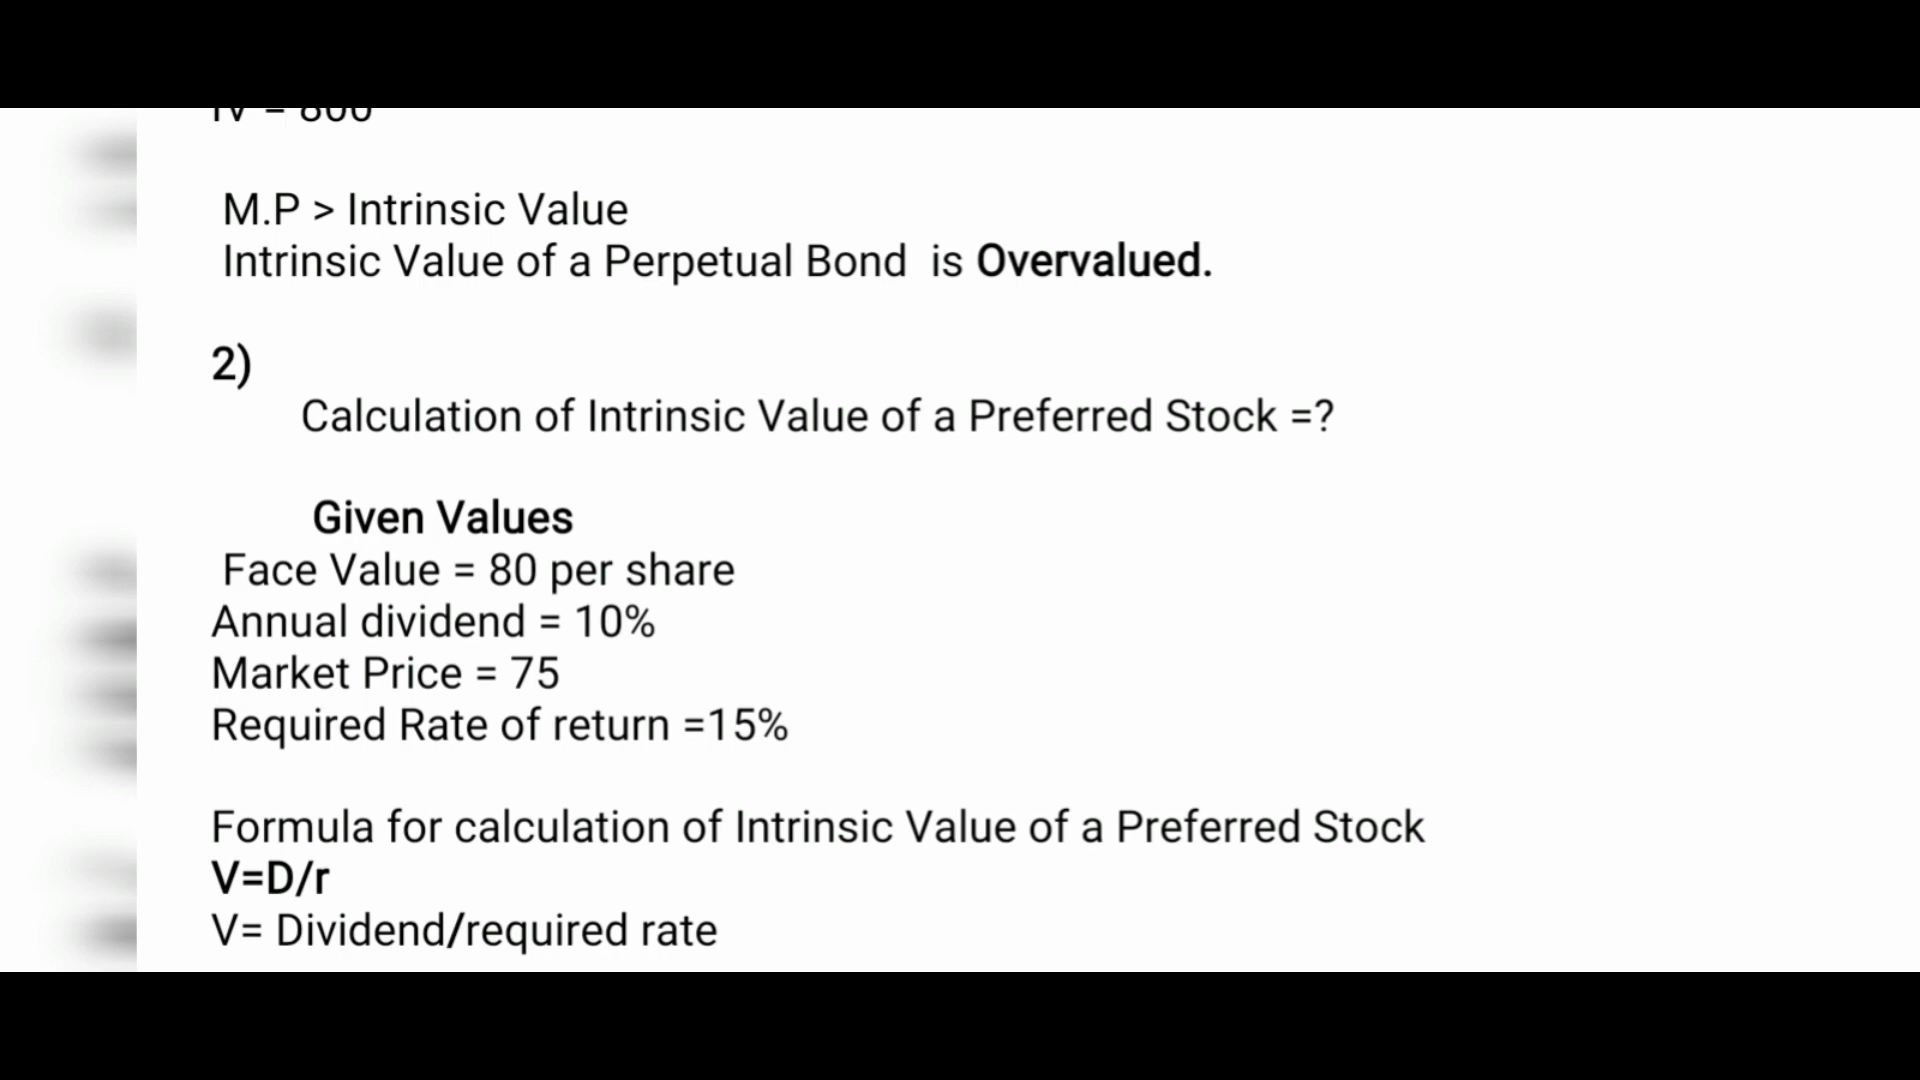 IV = 800
M.P > Intrinsic Value
Intrinsic Value of a Perpetual Bond is Overvalued.
2)
Calculation of Intrinsic Value of a Preferred Stock =?
Given Values
Face Value = 80 per share
Annual dividend = 10%
Market Price = 75
Required Rate of return =15%
Formula for calculation of Intrinsic Value of a Preferred Stock
V=D/r
V= Dividend/required rate